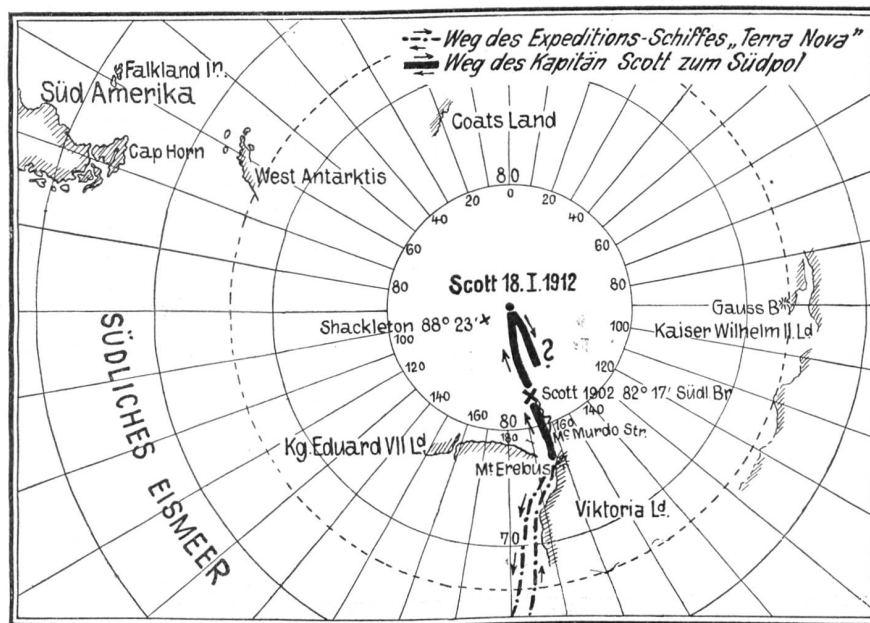 Weg des Expeditions-Schiffes „Terra Nova”
Weg des Kapitän Scott zum Südpol
Falkland In.
Süd Amerika
Cap Horn
West Antarktis
Coats Land
80
0
20
20
40
40
60
60
80
80
Scott 18.I.1912
Shackleton 88° 23′
100
100
Gauss B.
Kaiser Wilhelm II. Ld
?
120
120
Scott 1902 82° 17′ Südl. Br
140
140
160
80
160
180
Mc Murdo Str.
Kg. Eduard VII Ld.
Mt Erebus
Viktoria Ld.
70
SÜDLICHES EISMEER